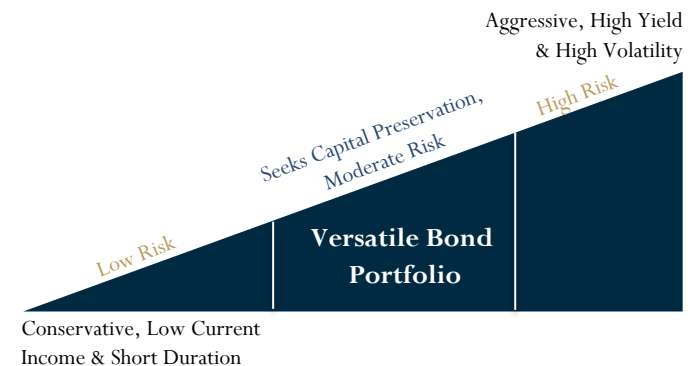 Aggressive, High Yield
& High Volatility
High Risk
Seeks Capital Preservation,
Moderate Risk
Low Risk
Versatile Bond
Portfolio
Conservative, Low Current
Income & Short Duration